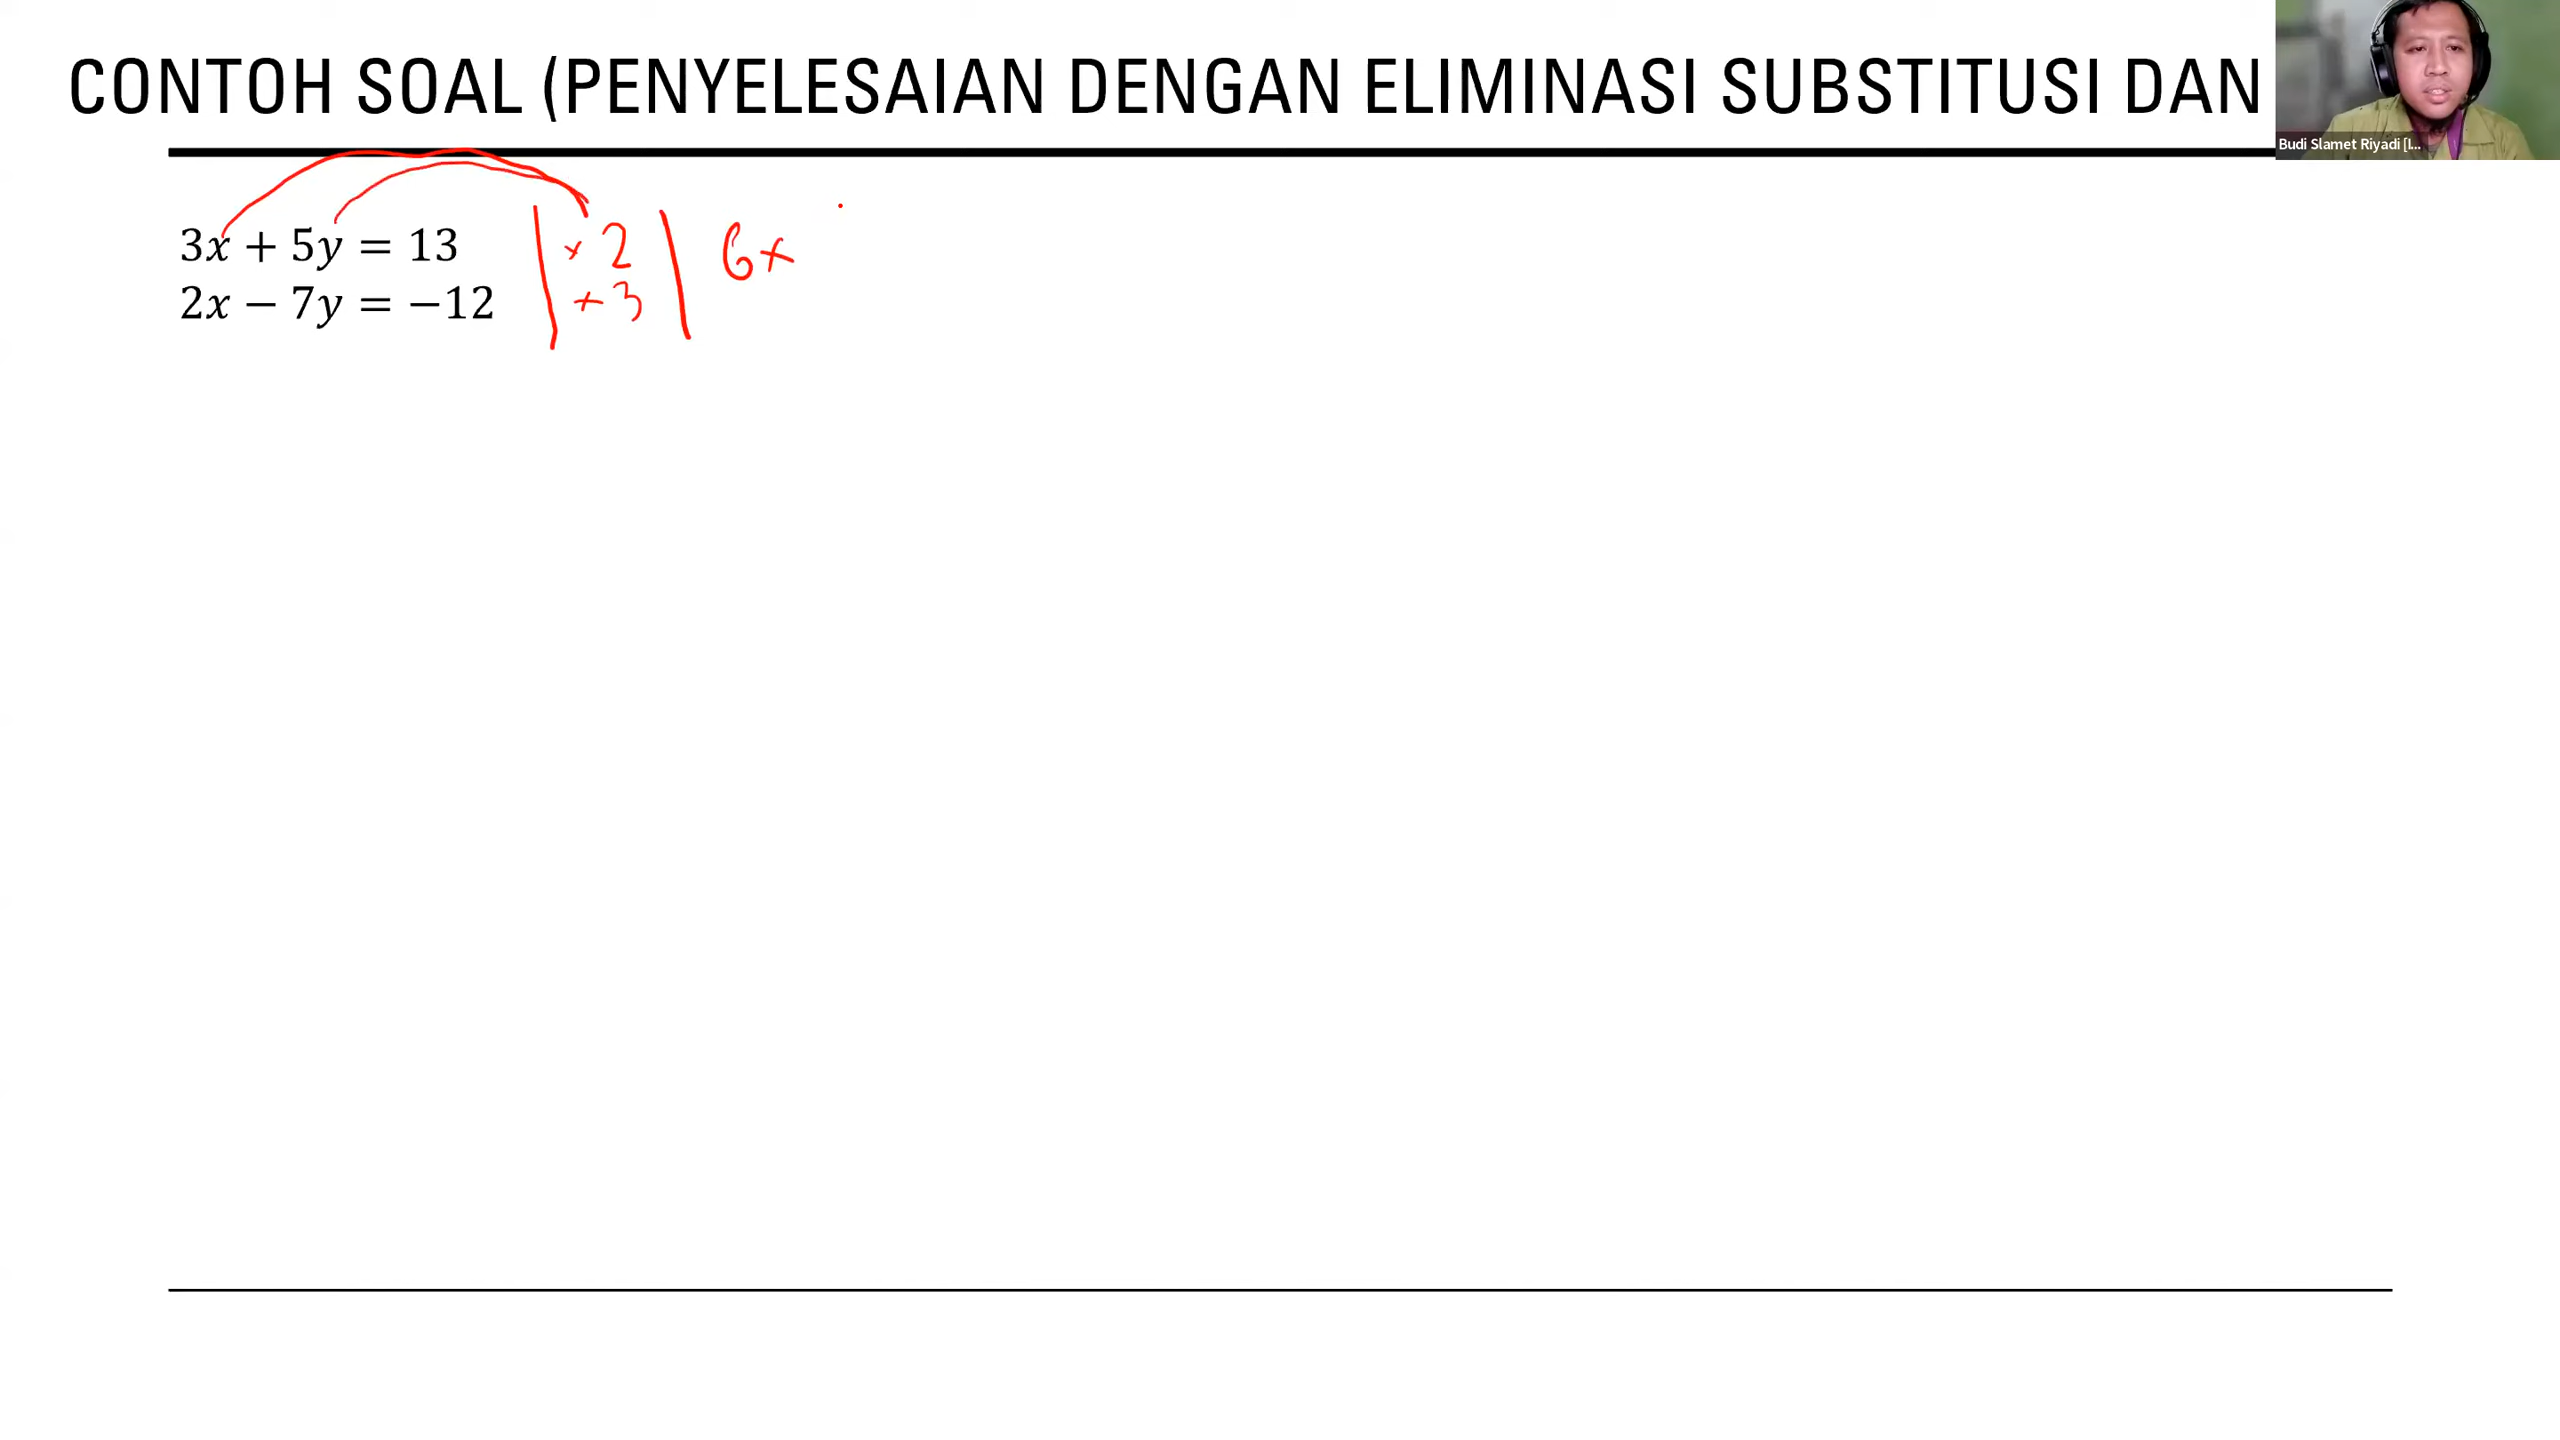 CONTOH SOAL (PENYELESAIAN DENGAN ELIMINASI SUBSTITUSI DAN
Budi Slamet Riyadi [I...
3x + 5y = 13 | × 2 | 6x
2x − 7y = −12 | × 3 |